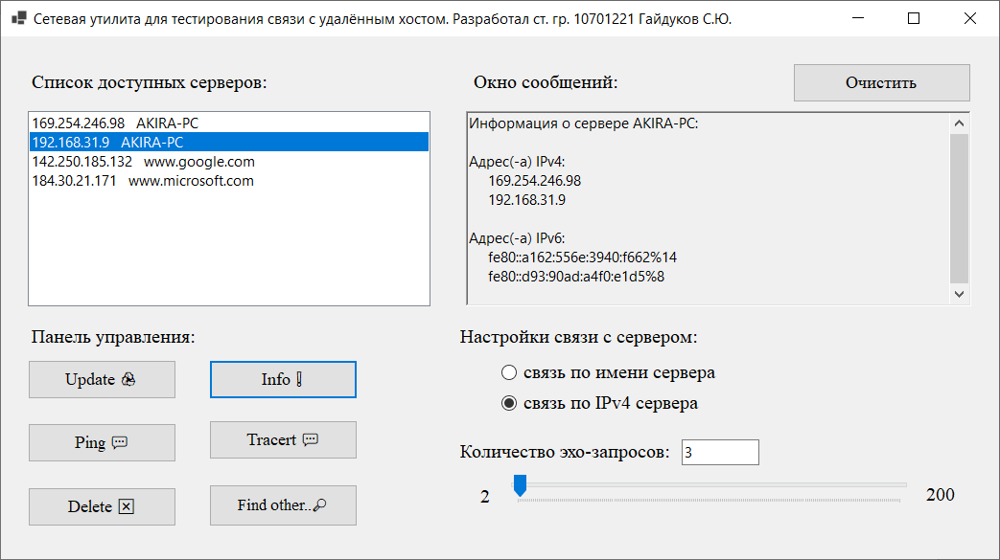 Сетевая утилита для тестирования связи с удалённым хостом. Разработал ст. гр. 10701221 Гайдуков С.Ю.
Список доступных серверов:
169.254.246.98 AKIRA-PC
192.168.31.9 AKIRA-PC
142.250.185.132 www.google.com
184.30.21.171 www.microsoft.com
Окно сообщений:
Очистить
Информация о сервере AKIRA-PC:
Адрес(-а) IPv4:
169.254.246.98
192.168.31.9
Адрес(-а) IPv6:
fe80::a162:556e:3940:f662%14
fe80::d93:90ad:a4f0:e1d5%8
Панель управления:
Update
Info
Ping
Tracert
Delete
Find other..
Настройки связи с сервером:
связь по имени сервера
связь по IPv4 сервера
Количество эхо-запросов: 3
2
200